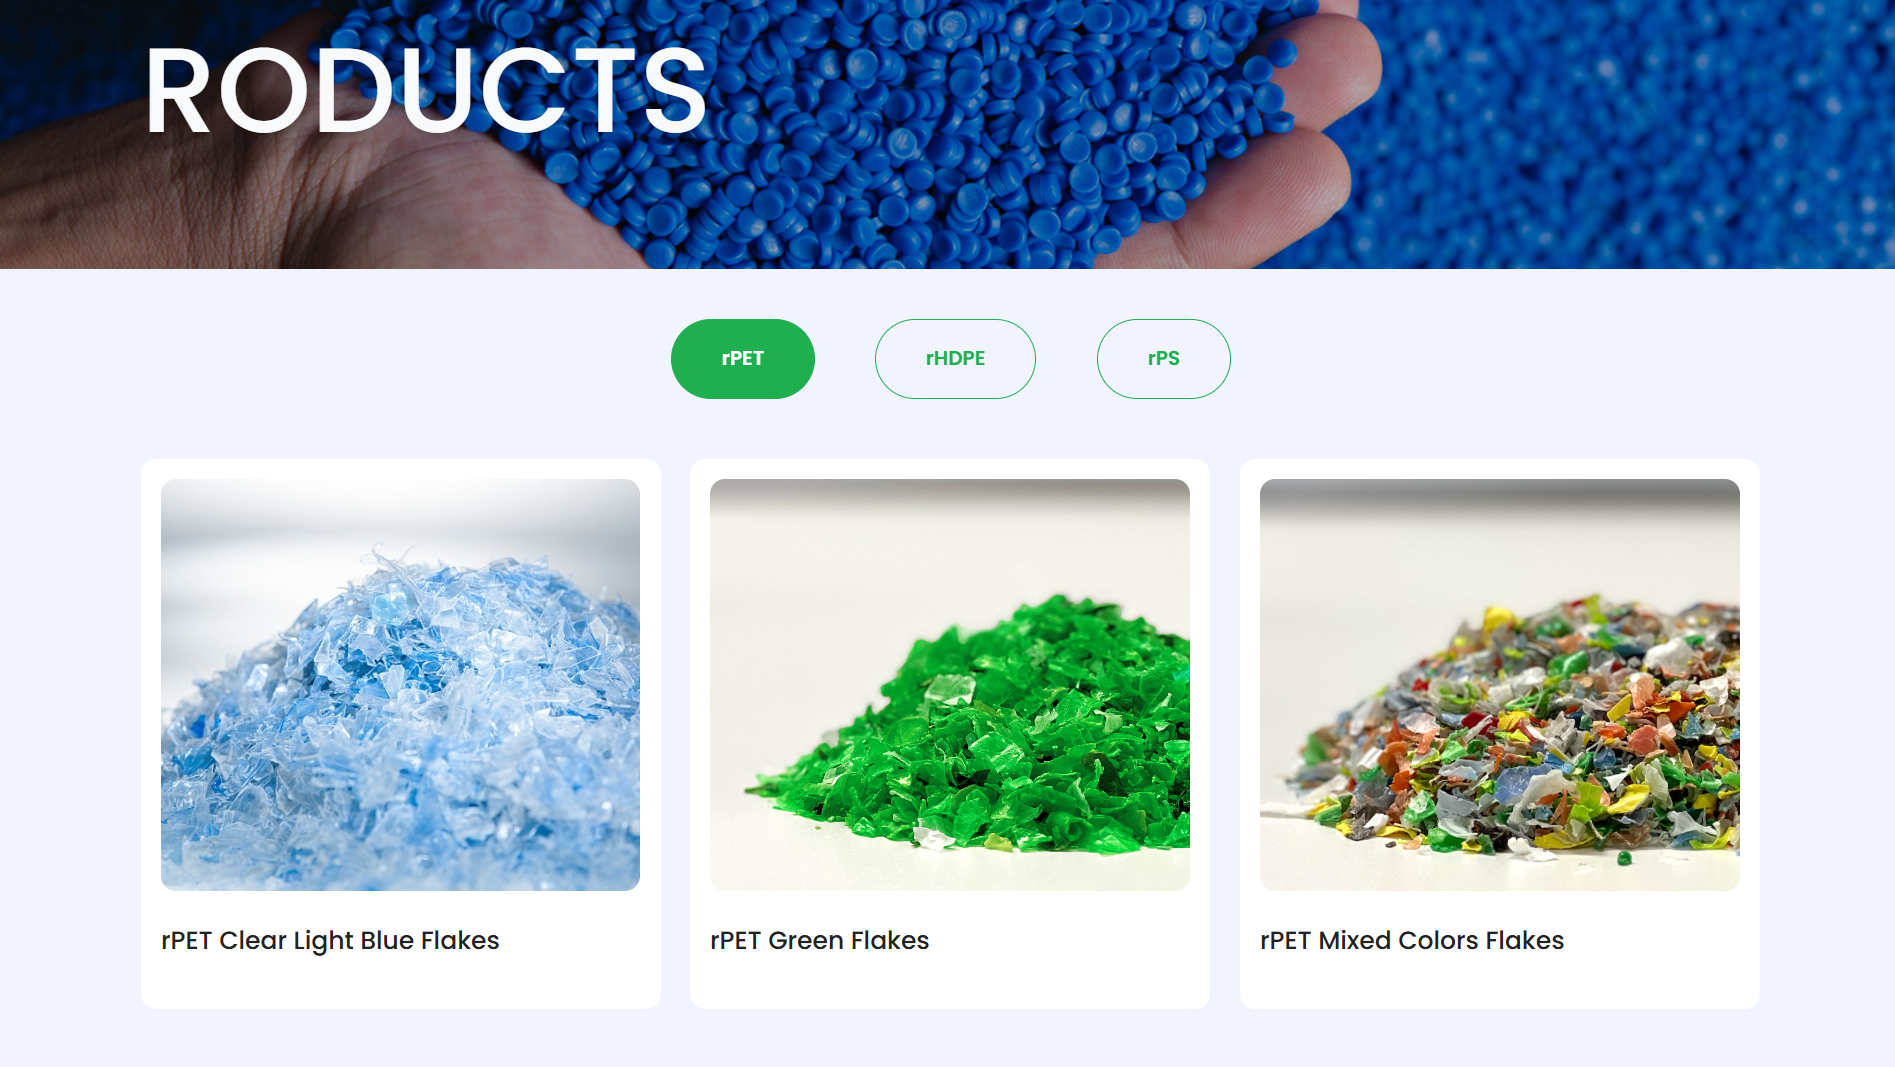 RODUCTS
rPET
rHDPE
rPS
rPET Clear Light Blue Flakes
rPET Green Flakes
rPET Mixed Colors Flakes